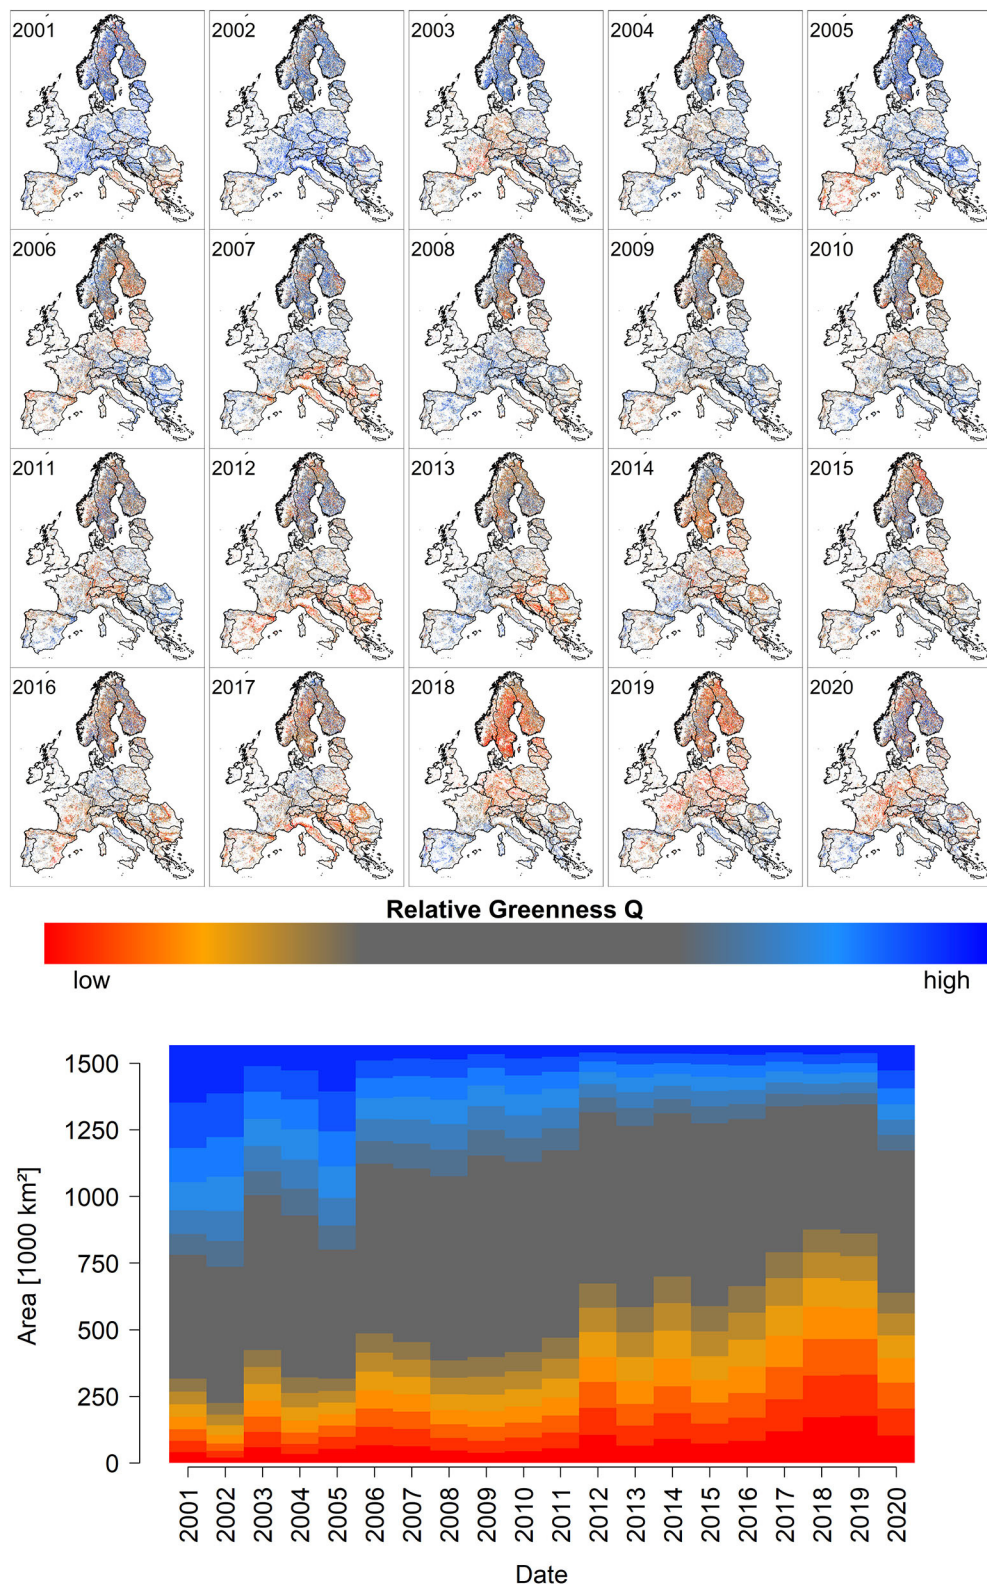 2001 2002 2003 2004 2005
2006 2007 2008 2009 2010
2011 2012 2013 2014 2015
2016 2017 2018 2019 2020
Relative Greenness Q
low high
Area [1000 km²]
1500
1250
1000
750
500
250
0
2001 2002 2003 2004 2005 2006 2007 2008 2009 2010 2011 2012 2013 2014 2015 2016 2017 2018 2019 2020
Date